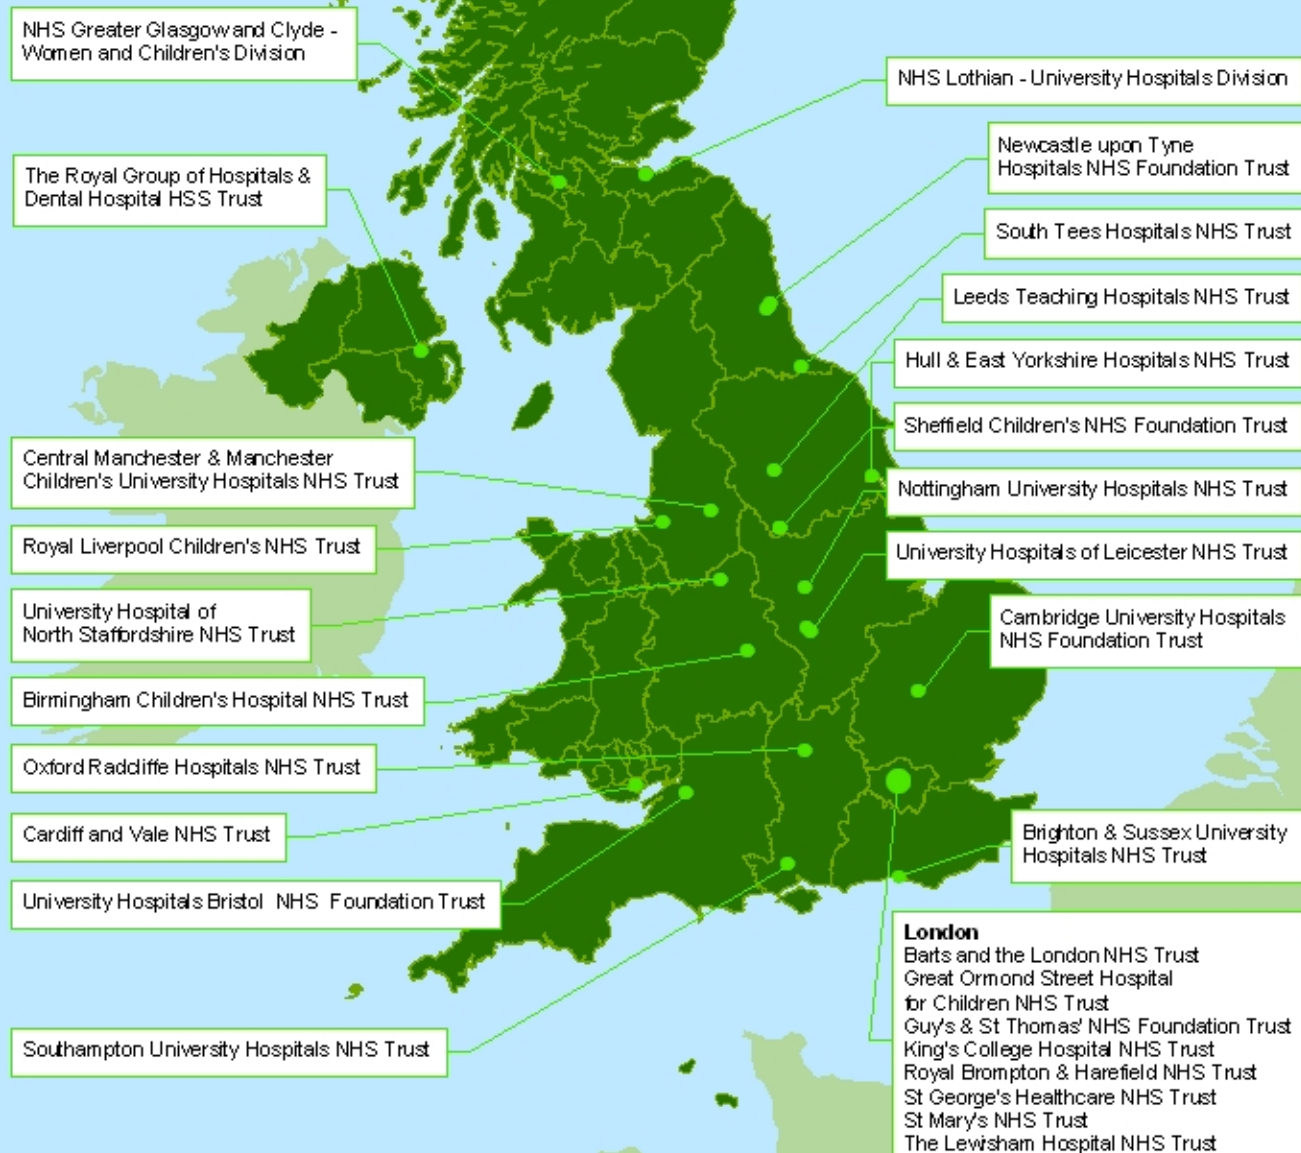 NHS Greater Glasgow and Clyde -
Women and Children's Division
The Royal Group of Hospitals &
Dental Hospital HSS Trust
Central Manchester & Manchester
Children's University Hospitals NHS Trust
Royal Liverpool Children's NHS Trust
University Hospital of
North Staffordshire NHS Trust
Birmingham Children's Hospital NHS Trust
Oxford Radcliffe Hospitals NHS Trust
Cardiff and Vale NHS Trust
University Hospitals Bristol NHS Foundation Trust
Southampton University Hospitals NHS Trust
NHS Lothian - University Hospitals Division
Newcastle upon Tyne
Hospitals NHS Foundation Trust
South Tees Hospitals NHS Trust
Leeds Teaching Hospitals NHS Trust
Hull & East Yorkshire Hospitals NHS Trust
Sheffield Children's NHS Foundation Trust
Nottingham University Hospitals NHS Trust
University Hospitals of Leicester NHS Trust
Cambridge University Hospitals
NHS Foundation Trust
Brighton & Sussex University
Hospitals NHS Trust
London
Barts and the London NHS Trust
Great Ormond Street Hospital
for Children NHS Trust
Guy's & St Thomas' NHS Foundation Trust
King's College Hospital NHS Trust
Royal Brompton & Harefield NHS Trust
St George's Healthcare NHS Trust
St Mary's NHS Trust
The Lewisham Hospital NHS Trust